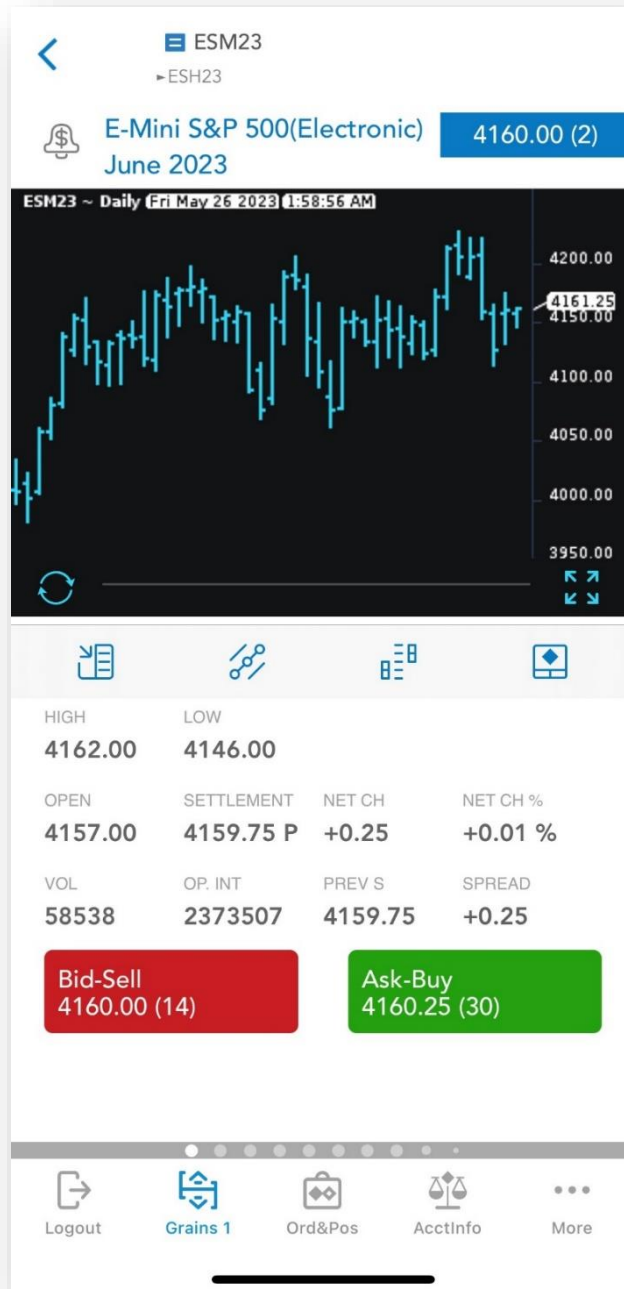 ESM23
►ESH23
E-Mini S&P 500(Electronic)
June 2023
4160.00 (2)
ESM23 ~ Daily Fri May 26 2023 1:58:56 AM
4200.00
4161.25
4150.00
4100.00
4050.00
4000.00
3950.00
HIGH LOW
4162.00 4146.00
OPEN SETTLEMENT NET CH NET CH %
4157.00 4159.75 P +0.25 +0.01 %
VOL OP. INT PREV S SPREAD
58538 2373507 4159.75 +0.25
Bid-Sell
4160.00 (14)
Ask-Buy
4160.25 (30)
Logout Grains 1 Ord&Pos AcctInfo More